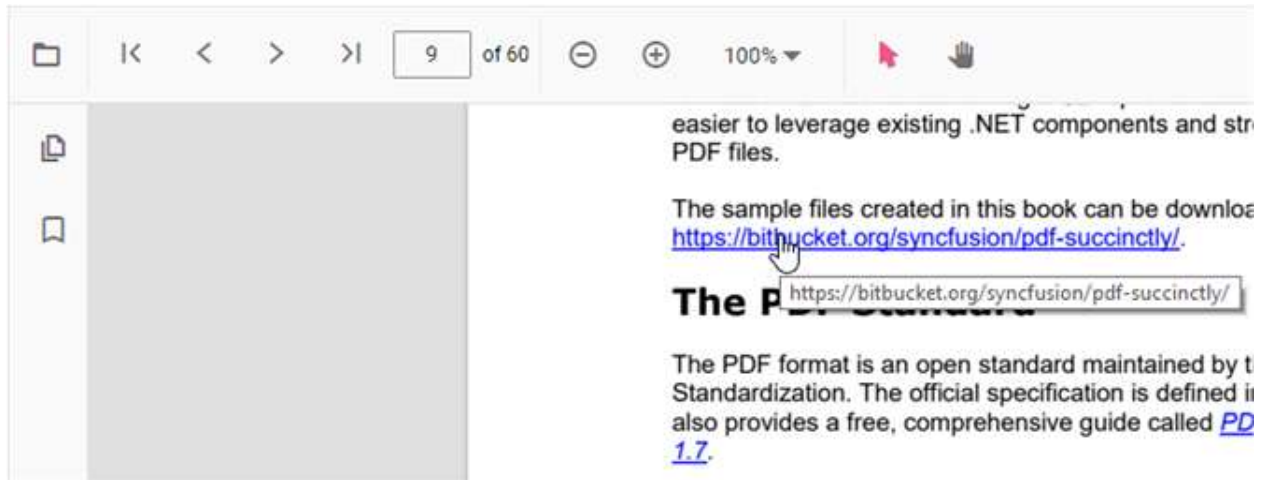 9 of 60 100%
easier to leverage existing .NET components and
PDF files.
The sample files created in this book can be
https://bitbucket.org/syncfusion/pdf-succinctly/.
https://bitbucket.org/syncfusion/pdf-succinctly/
The PDF Standard
The PDF format is an open standard maintained by
Standardization. The official specification is defined
also provides a free, comprehensive guide called
1.7.